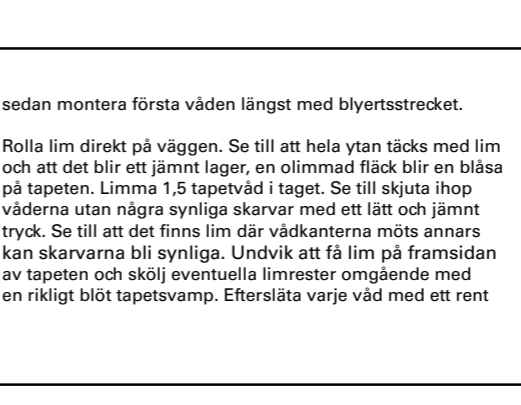 sedan montera första våden längst med blyertsstrecket.
Rolla lim direkt på väggen. Se till att hela ytan täcks med lim
och att det blir ett jämnt lager, en olimmad fläck blir en blåsa
på tapeten. Limma 1,5 tapetvåd i taget. Se till skjuta ihop
våderna utan några synliga skarvar med ett lätt och jämnt
tryck. Se till att det finns lim där vådkanterna möts annars
kan skarvarna bli synliga. Undvik att få lim på framsidan
av tapeten och skölj eventuella limrester omgående med
en rikligt blöt tapetsvamp. Eftersläta varje våd med ett rent